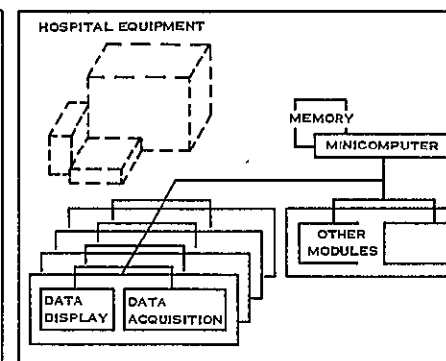 HOSPITAL EQUIPMENT
MEMORY
MINICOMPUTER
OTHER
MODULES
DATA
DISPLAY
DATA
ACQUISITION